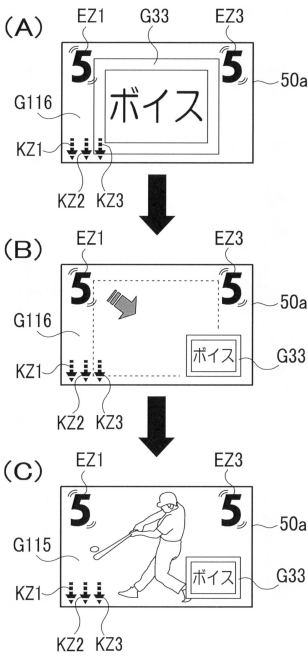 (A)
EZ1 G33 EZ3
5 5 50a
G116 ボイス
KZ1
KZ2 KZ3
(B)
EZ1 EZ3
5 5 50a
G116
KZ1 ボイス G33
KZ2 KZ3
(C)
EZ1 EZ3
5 5 50a
G115
KZ1 ボイス G33
KZ2 KZ3